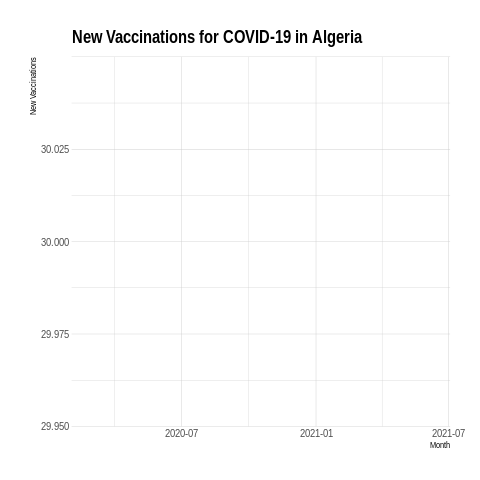 New Vaccinations for COVID-19 in Algeria
New Vaccinations
30.025
30.000
29.975
29.950
2020-07
2021-01
2021-07
Month